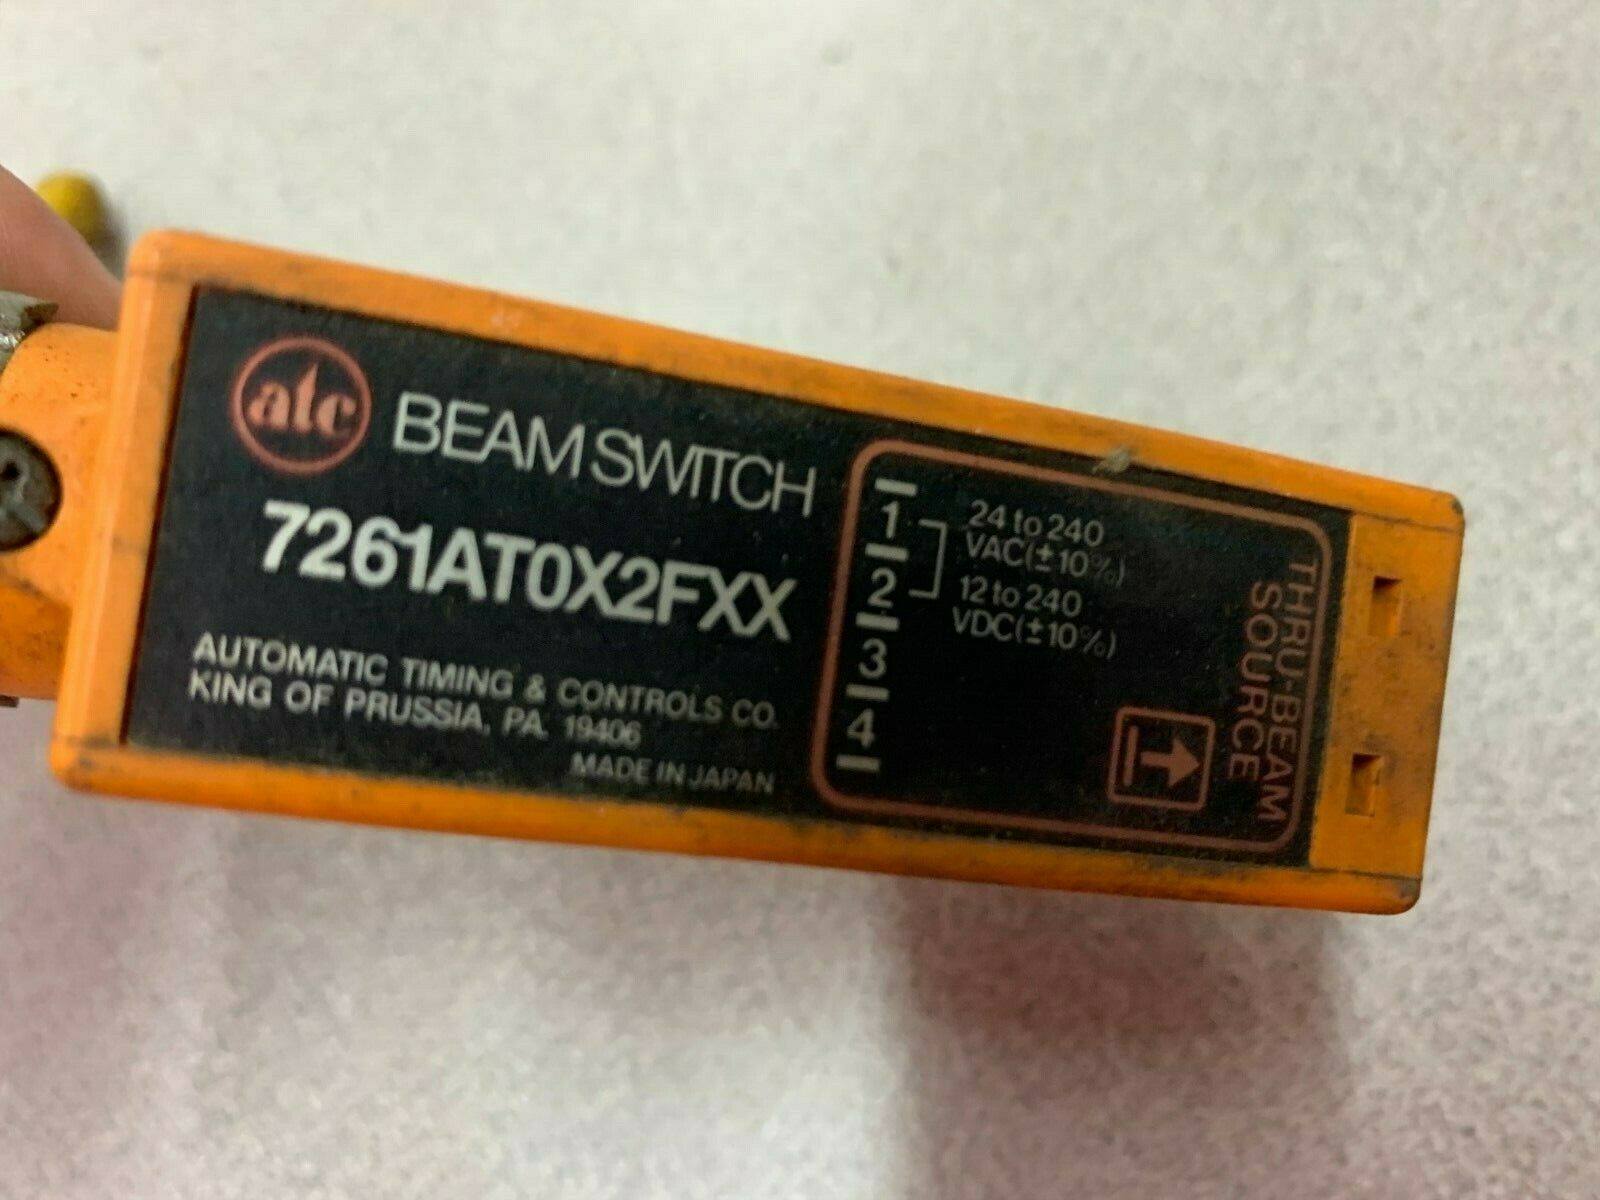 atc
BEAM SWITCH
7261AT0X2FXX
AUTOMATIC TIMING & CONTROLS CO.
KING OF PRUSSIA, PA. 19406
MADE IN JAPAN
1
2
3
4
24 to 240
VAC(±10%)
12 to 240
VDC(±10%)
THRU-BEAM
SOURCE